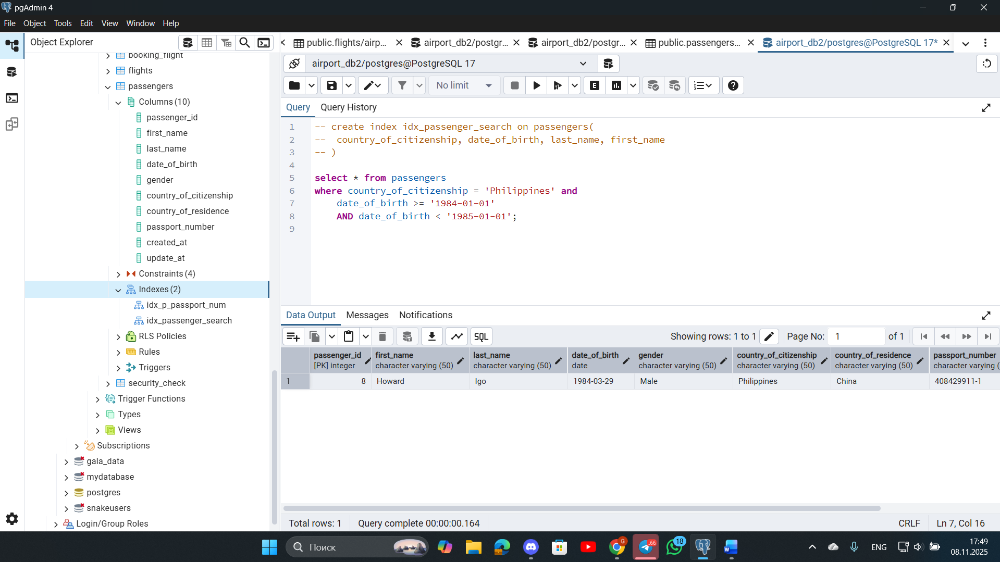 pgAdmin 4
File Object Tools Edit View Window Help
Object Explorer
public.flights/airp... airport_db2/postgr... airport_db2/postgr... public.passengers... airport_db2/postgres@PostgreSQL 17*
airport_db2/postgres@PostgreSQL 17
No limit
E
Query Query History
1 -- create index idx_passenger_search on passengers(
2 --  country_of_citizenship, date_of_birth, last_name, first_name
3 -- )
4
5 select * from passengers
6 where country_of_citizenship = 'Philippines' and
7     date_of_birth >= '1984-01-01'
8     AND date_of_birth < '1985-01-01';
9
booking_flight
flights
passengers
Columns (10)
passenger_id
first_name
last_name
date_of_birth
gender
country_of_citizenship
country_of_residence
passport_number
created_at
update_at
Constraints (4)
Indexes (2)
idx_p_passport_num
idx_passenger_search
RLS Policies
Rules
Triggers
security_check
Trigger Functions
Types
Views
Subscriptions
gala_data
mydatabase
postgres
snakeusers
Login/Group Roles
Data Output Messages Notifications
SQL
Showing rows: 1 to 1 Page No: 1 of 1
passenger_id first_name last_name date_of_birth gender country_of_citizenship country_of_residence passport_number
[PK] integer character varying (50) character varying (50) date character varying (50) character varying (50) character varying (50) character varying (
1 8 Howard Igo 1984-03-29 Male Philippines China 408429911-1
Total rows: 1 Query complete 00:00:00.164 CRLF Ln 7, Col 16
Поиск
G
66
18
W
ENG
17:49
08.11.2025